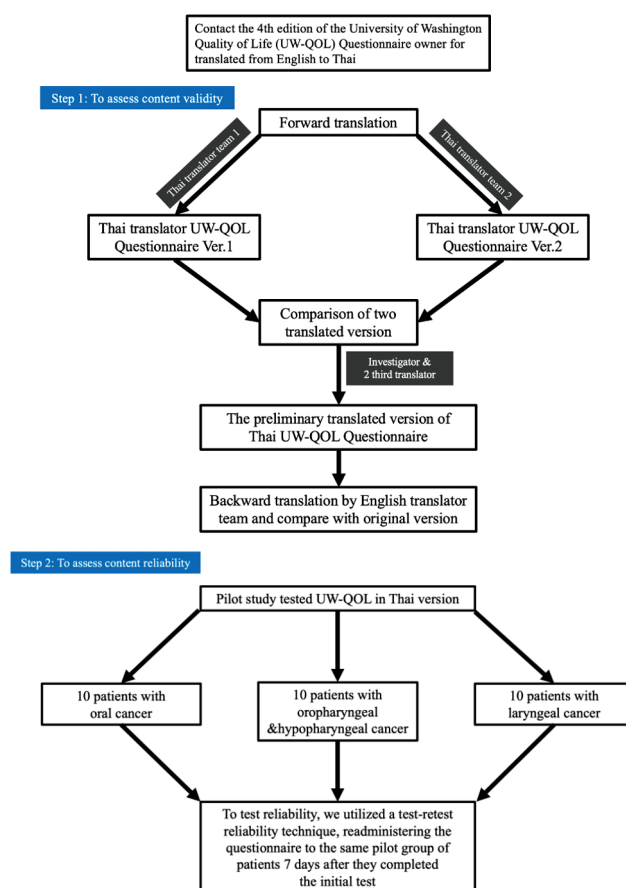 Contact the 4th edition of the University of Washington
Quality of Life (UW-QOL) Questionnaire owner for
translated from English to Thai
Step 1: To assess content validity
Forward translation
Thai translator team 1
Thai translator team 2
Thai translator UW-QOL
Questionnaire Ver.1
Thai translator UW-QOL
Questionnaire Ver.2
Comparison of two
translated version
Investigator &
2 third translator
The preliminary translated version of
Thai UW-QOL Questionnaire
Backward translation by English translator
team and compare with original version
Step 2: To assess content reliability
Pilot study tested UW-QOL in Thai version
10 patients with
oral cancer
10 patients with
oropharyngeal
&hypopharyngeal cancer
10 patients with
laryngeal cancer
To test reliability, we utilized a test-retest
reliability technique, readministering the
questionnaire to the same pilot group of
patients 7 days after they completed
the initial test